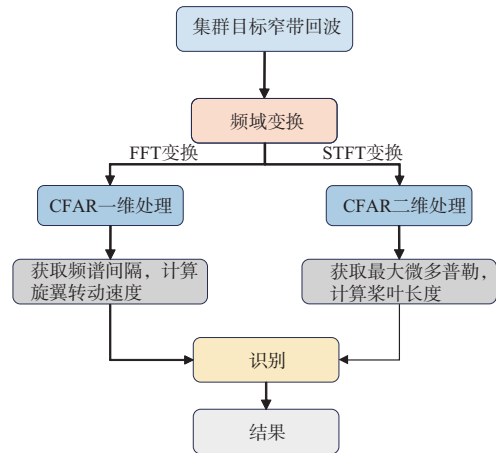 集群目标窄带回波
频域变换
FFT变换
STFT变换
CFAR一维处理
CFAR二维处理
获取频谱间隔，计算
旋翼转动速度
获取最大微多普勒，
计算桨叶长度
识别
结果